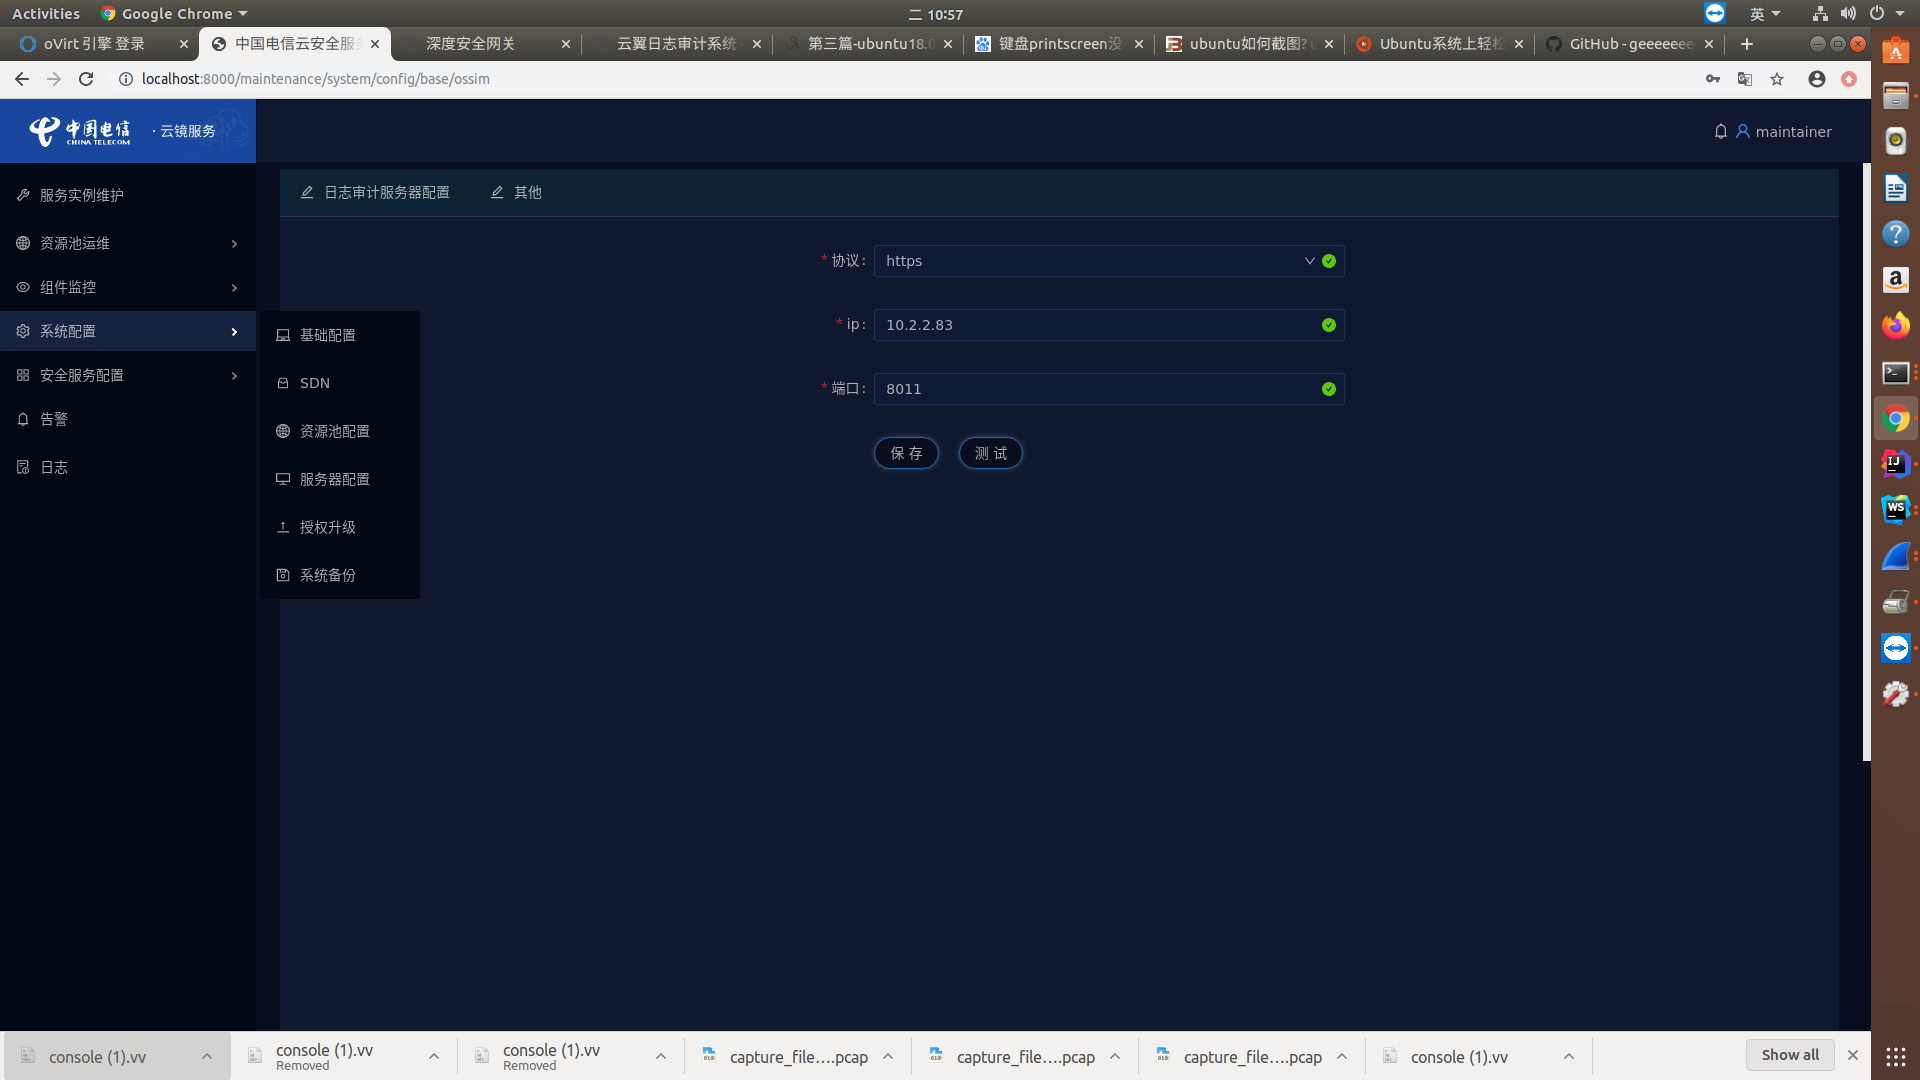 Activities
Google Chrome
二 10:57
英
oVirt 引擎 登录
中国电信云安全服
深度安全网关
云翼日志审计系统
第三篇-ubuntu18.0
键盘printscreen没
ubuntu如何截图? u
Ubuntu系统上轻松
GitHub - geeeeeee
localhost:8000/maintenance/system/config/base/ossim
中国电信
CHINA TELECOM
· 云镜服务
maintainer
服务实例维护
资源池运维
组件监控
系统配置
安全服务配置
告警
日志
基础配置
SDN
资源池配置
服务器配置
授权升级
系统备份
日志审计服务器配置
其他
* 协议 :
https
* ip :
10.2.2.83
* 端口 :
8011
保 存
测 试
console (1).vv
console (1).vv
Removed
console (1).vv
Removed
capture_file....pcap
capture_file....pcap
capture_file....pcap
console (1).vv
Show all